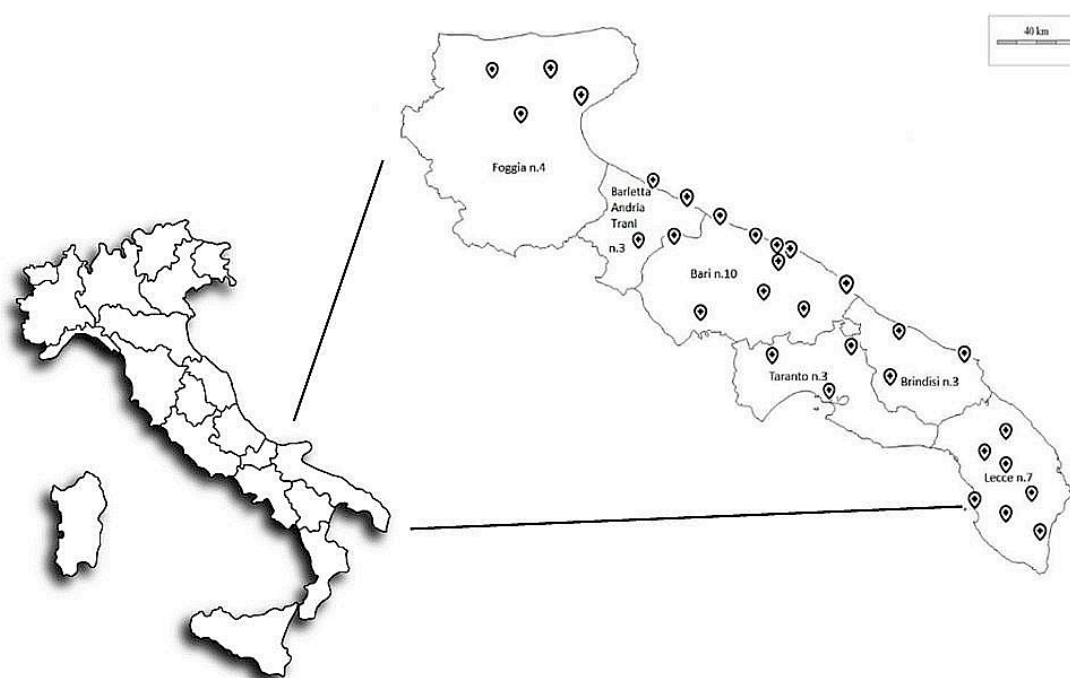 40 km
Foggia n.4
Barletta
Andria
Trani
n.3
Bari n.10
Taranto n.3
Brindisi n.3
Lecce n.7